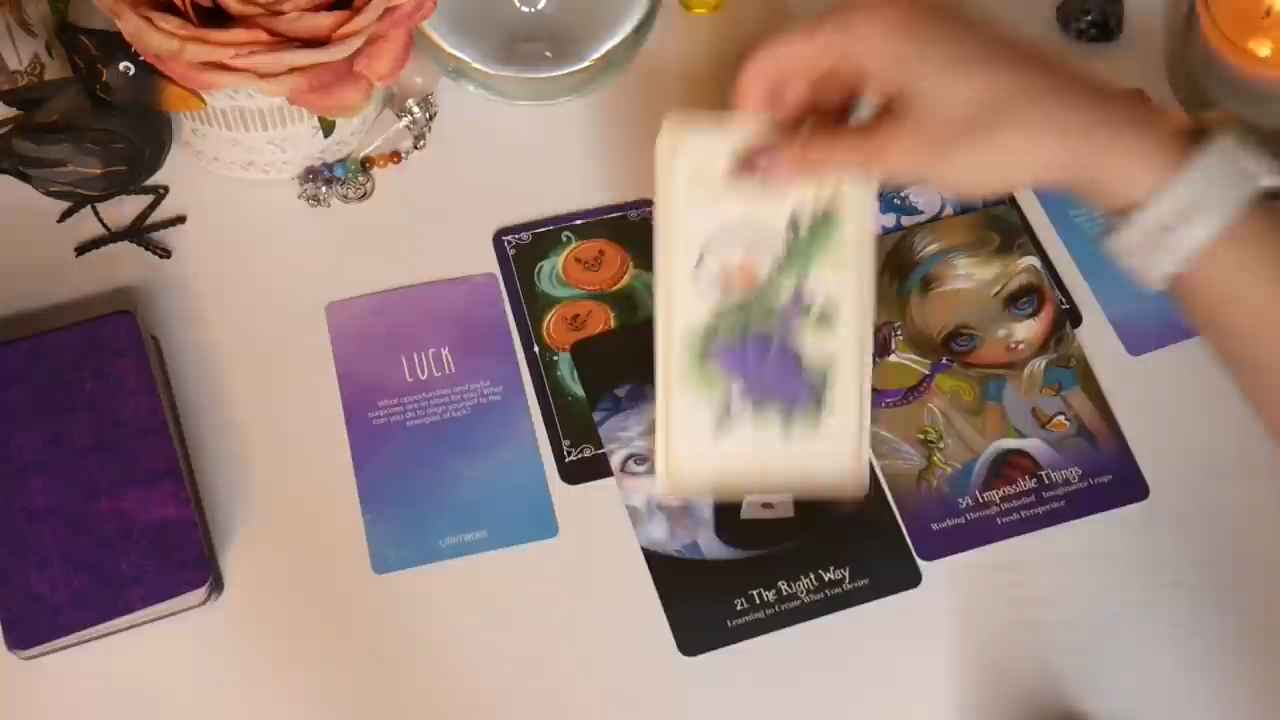 LUCK
What opportunities and joyful
surprises are in store for you? What
can you do to align yourself to the
energies of luck?
LIGHTWORK
34. Impossible Things
Working Through Disbelief Imaginative Leaps
Fresh Perspective
21. The Right Way
Learning to Create What You Desire